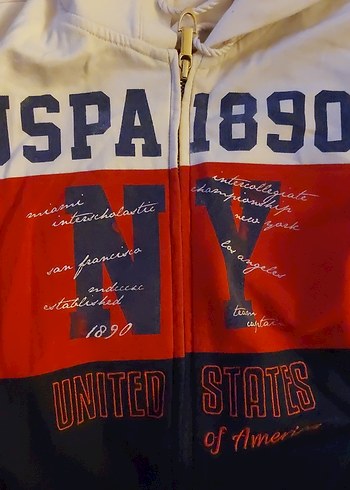 USPA 1890
NY
miami
interscholastic
san francisco
mdcccxc
established
1890
intercollegiate
championship
new york
los angeles
team
captain
UNITED STATES
of America